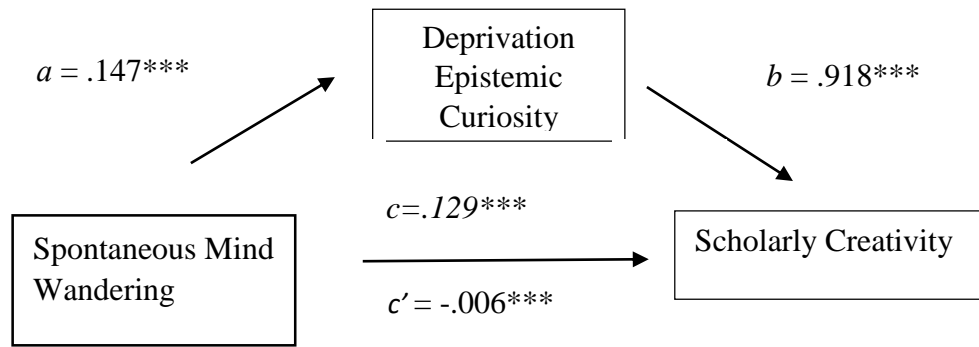 Deprivation
Epistemic
Curiosity
a = .147***
b = .918***
c=.129***
Spontaneous Mind
Wandering
Scholarly Creativity
c’ = -.006***